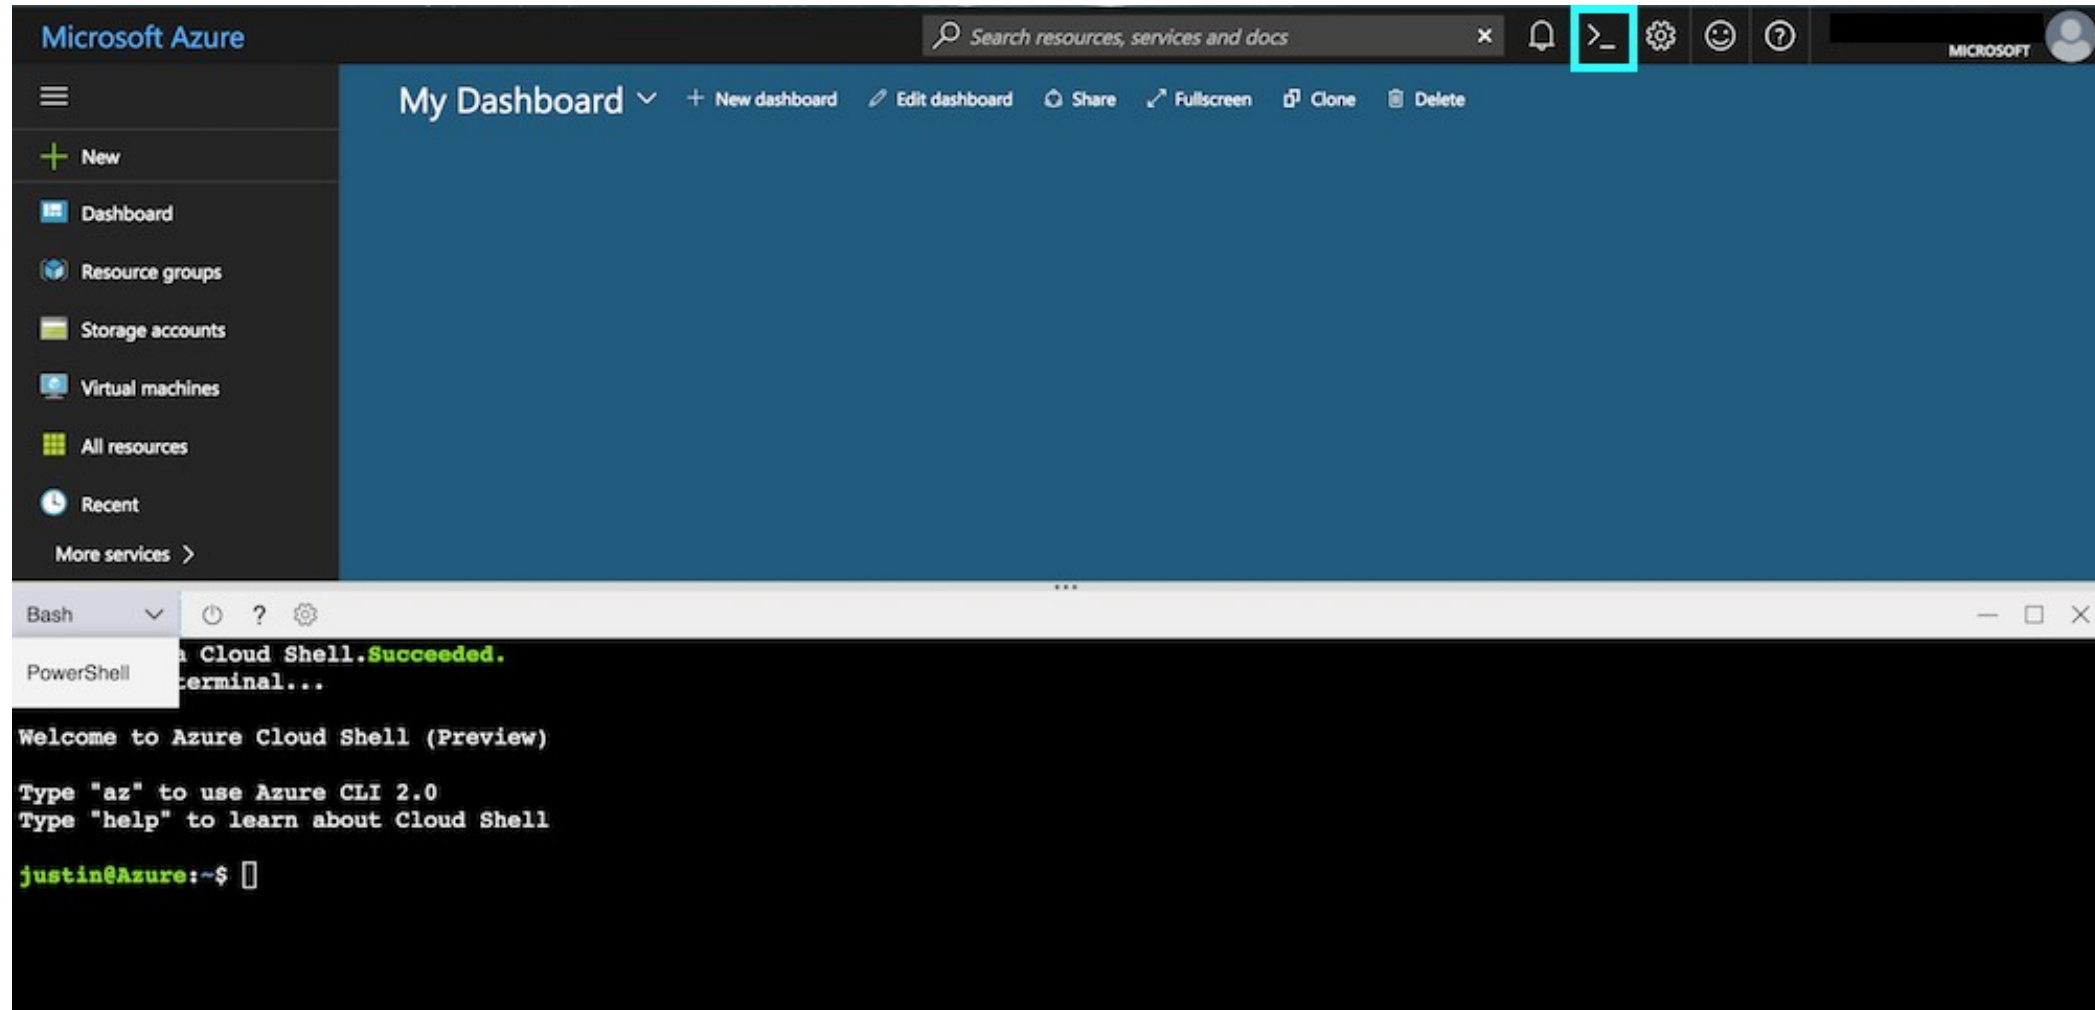 Microsoft Azure
Search resources, services and docs
MICROSOFT
My Dashboard
New dashboard
Edit dashboard
Share
Fullscreen
Clone
Delete
New
Dashboard
Resource groups
Storage accounts
Virtual machines
All resources
Recent
More services
Bash
PowerShell
Cloud Shell.Succeeded.
erminal...
Welcome to Azure Cloud Shell (Preview)
Type "az" to use Azure CLI 2.0
Type "help" to learn about Cloud Shell
justin@Azure:~$